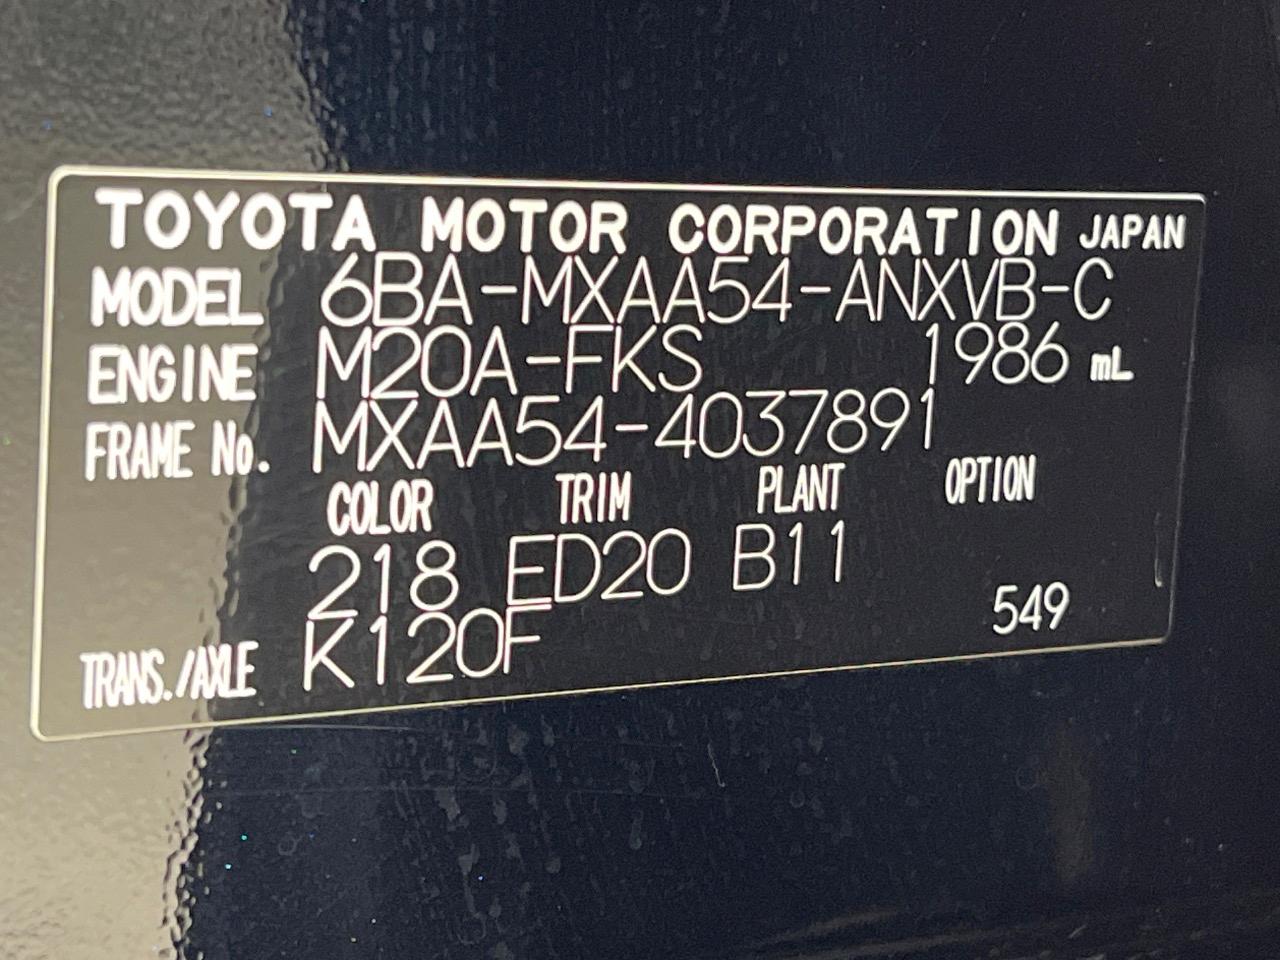 TOYOTA MOTOR CORPORATION JAPAN
MODEL 6BA-MXAA54-ANXVB-C
ENGINE M20A-FKS 1986 mL
FRAME No. MXAA54-4037891
COLOR TRIM PLANT OPTION
218 ED20 B11
549
TRANS./AXLE K120F